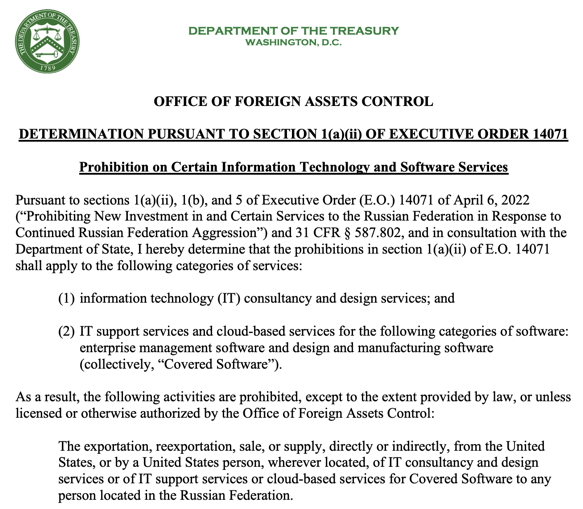 THE DEPARTMENT OF THE TREASURY
1789
DEPARTMENT OF THE TREASURY
WASHINGTON, D.C.
OFFICE OF FOREIGN ASSETS CONTROL
DETERMINATION PURSUANT TO SECTION 1(a)(ii) OF EXECUTIVE ORDER 14071
Prohibition on Certain Information Technology and Software Services
Pursuant to sections 1(a)(ii), 1(b), and 5 of Executive Order (E.O.) 14071 of April 6, 2022
(“Prohibiting New Investment in and Certain Services to the Russian Federation in Response to
Continued Russian Federation Aggression”) and 31 CFR § 587.802, and in consultation with the
Department of State, I hereby determine that the prohibitions in section 1(a)(ii) of E.O. 14071
shall apply to the following categories of services:
(1) information technology (IT) consultancy and design services; and
(2) IT support services and cloud-based services for the following categories of software:
enterprise management software and design and manufacturing software
(collectively, “Covered Software”).
As a result, the following activities are prohibited, except to the extent provided by law, or unless
licensed or otherwise authorized by the Office of Foreign Assets Control:
The exportation, reexportation, sale, or supply, directly or indirectly, from the United
States, or by a United States person, wherever located, of IT consultancy and design
services or of IT support services or cloud-based services for Covered Software to any
person located in the Russian Federation.